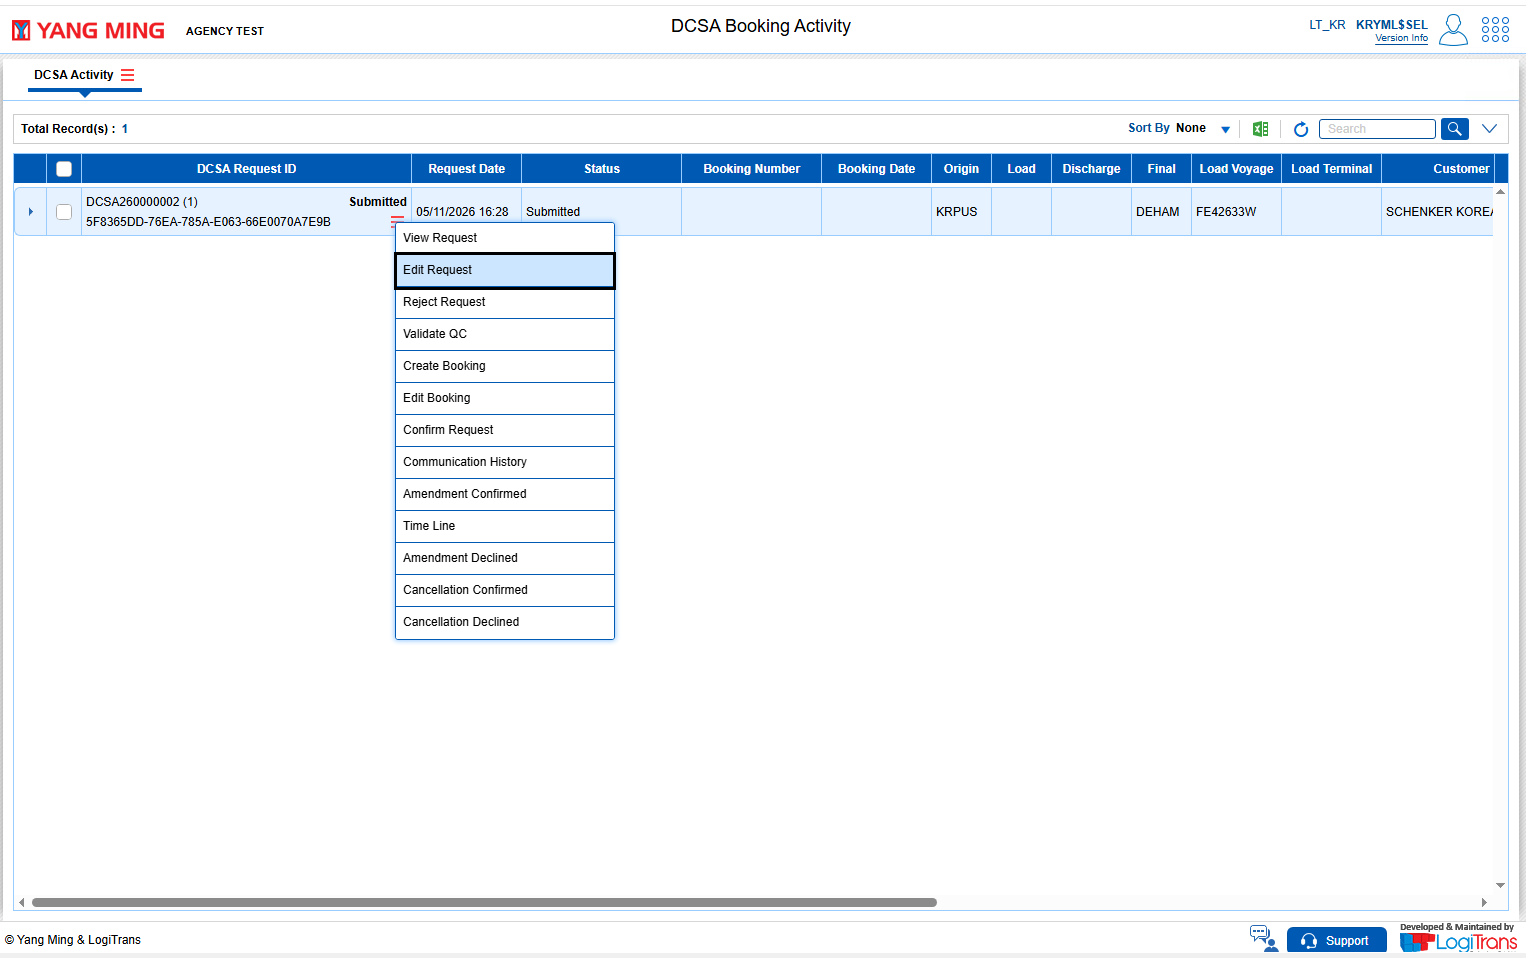 YANG MING AGENCY TEST
DCSA Booking Activity
LT_KR KRYML$SEL
Version Info
DCSA Activity
Total Record(s) : 1
Sort By None
Search
DCSA Request ID Request Date Status Booking Number Booking Date Origin Load Discharge Final Load Voyage Load Terminal Customer
DCSA260000002 (1) Submitted
5F8365DD-76EA-785A-E063-66E0070A7E9B
05/11/2026 16:28 Submitted KRPUS DEHAM FE42633W SCHENKER KOREA
View Request
Edit Request
Reject Request
Validate QC
Create Booking
Edit Booking
Confirm Request
Communication History
Amendment Confirmed
Time Line
Amendment Declined
Cancellation Confirmed
Cancellation Declined
© Yang Ming & LogiTrans
Support
Developed & Maintained by
LogiTrans